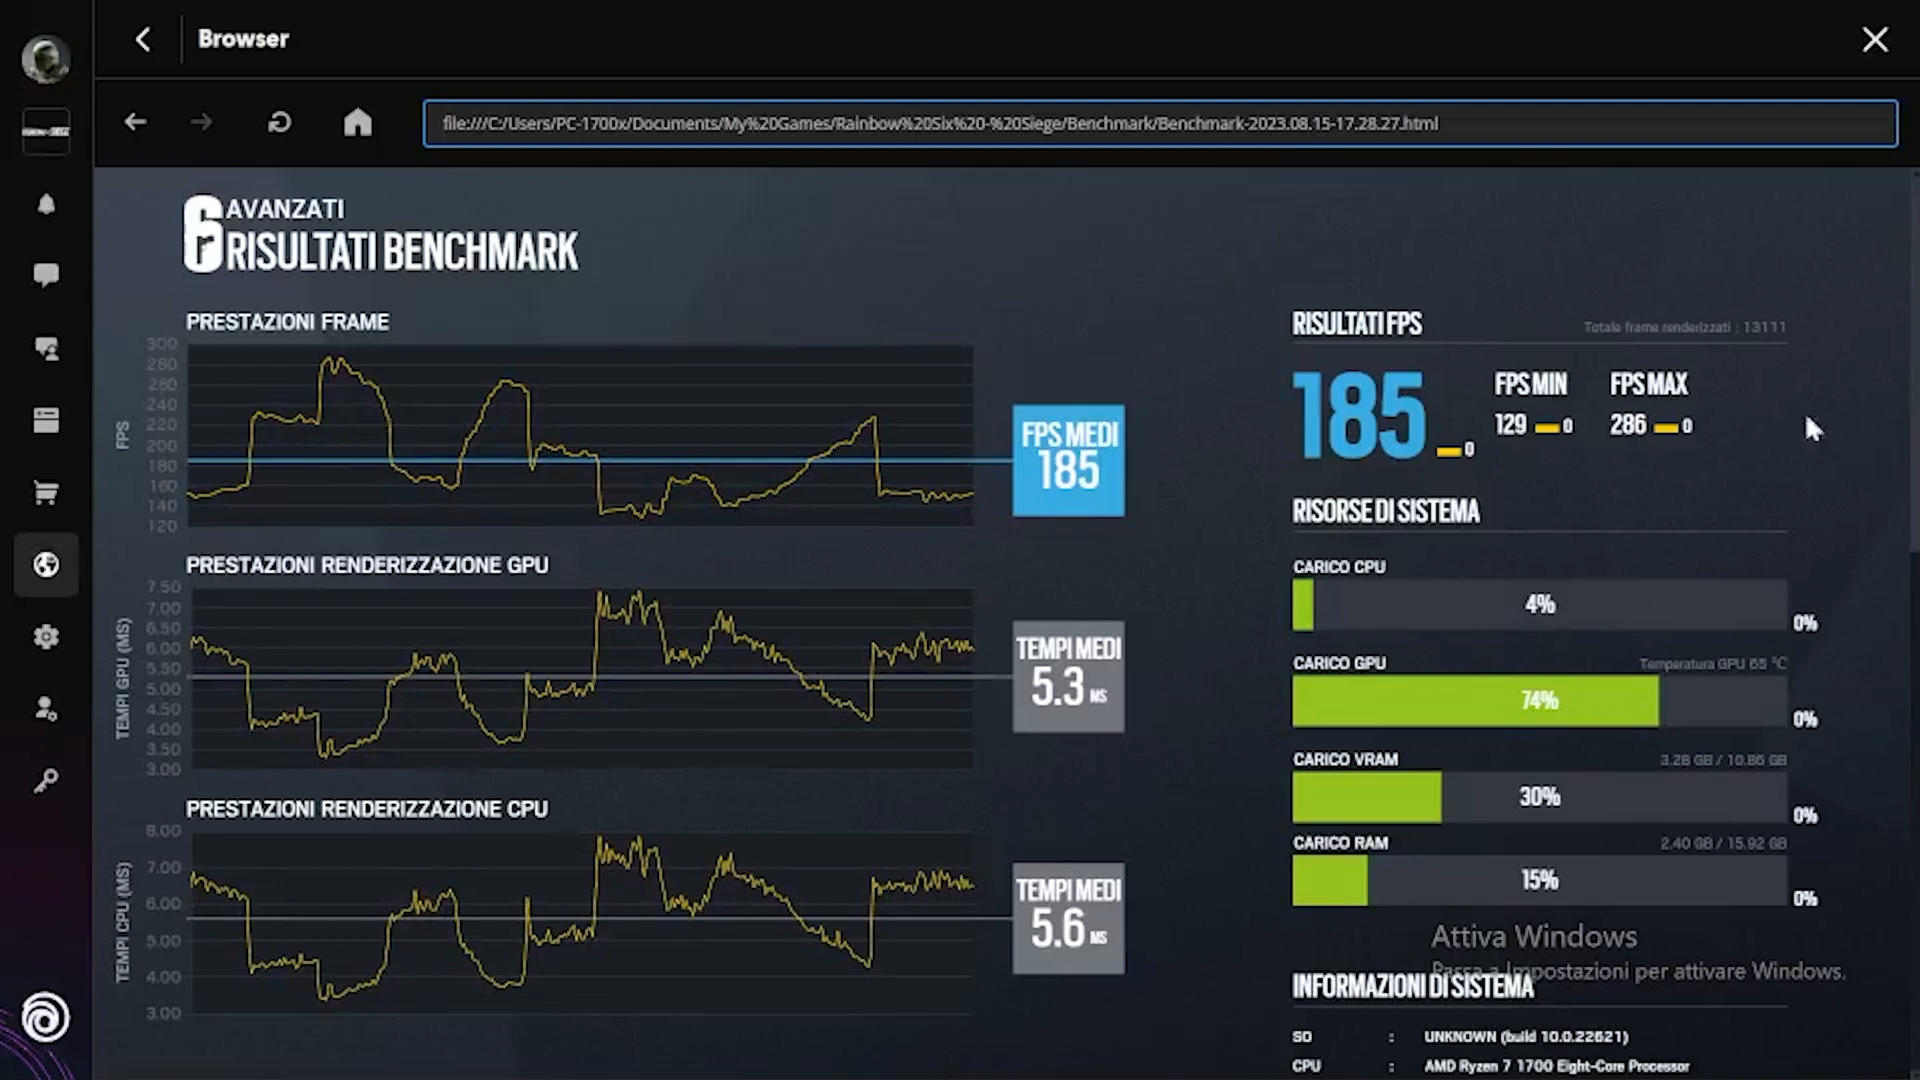 Browser
file:///C:/Users/PC-1700x/Documents/My%20Games/Rainbow%20Six%20-%20Siege/Benchmark/Benchmark-2023.08.15-17.28.27.html
AVANZATI
RISULTATI BENCHMARK
PRESTAZIONI FRAME
300
280
260
240
220
200
180
160
140
120
FPS
FPS MEDI
185
PRESTAZIONI RENDERIZZAZIONE GPU
7.50
7.00
6.50
6.00
5.50
5.00
4.50
4.00
3.50
3.00
TEMPI GPU (MS)
TEMPI MEDI
5.3 MS
PRESTAZIONI RENDERIZZAZIONE CPU
8.00
7.00
6.00
5.00
4.00
3.00
TEMPI CPU (MS)
TEMPI MEDI
5.6 MS
RISULTATI FPS
Totale frame renderizzati : 13111
185
0
FPS MIN
129 0
FPS MAX
286 0
RISORSE DI SISTEMA
CARICO CPU
4%
0%
CARICO GPU
Temperatura GPU 65 °C
74%
0%
CARICO VRAM
3.28 GB / 10.86 GB
30%
0%
CARICO RAM
2.40 GB / 15.92 GB
15%
0%
Attiva Windows
Passa a Impostazioni per attivare Windows.
INFORMAZIONI DI SISTEMA
SO : UNKNOWN (build 10.0.22621)
CPU : AMD Ryzen 7 1700 Eight-Core Processor